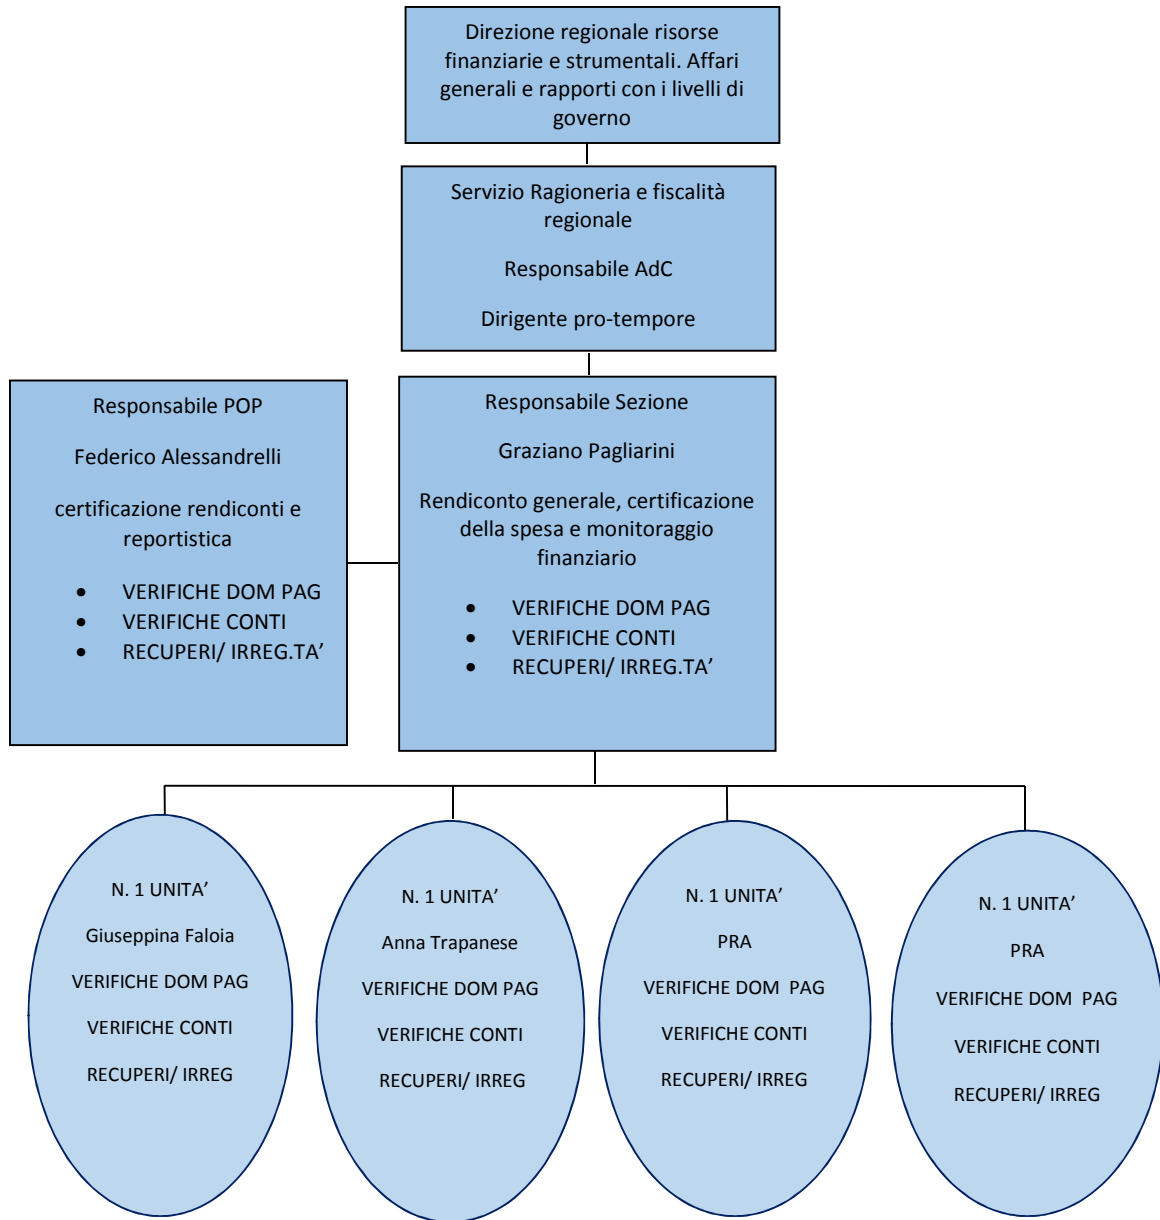 Direzione regionale risorse
finanziarie e strumentali. Affari
generali e rapporti con i livelli di
governo
Servizio Ragioneria e fiscalità
regionale
Responsabile AdC
Dirigente pro-tempore
Responsabile POP
Federico Alessandrelli
certificazione rendiconti e
reportistica
• VERIFICHE DOM PAG
• VERIFICHE CONTI
• RECUPERI/ IRREG.TA’
Responsabile Sezione
Graziano Pagliarini
Rendiconto generale, certificazione
della spesa e monitoraggio
finanziario
• VERIFICHE DOM PAG
• VERIFICHE CONTI
• RECUPERI/ IRREG.TA’
N. 1 UNITA’
Giuseppina Faloia
VERIFICHE DOM PAG
VERIFICHE CONTI
RECUPERI/ IRREG
N. 1 UNITA’
Anna Trapanese
VERIFICHE DOM PAG
VERIFICHE CONTI
RECUPERI/ IRREG
N. 1 UNITA’
PRA
VERIFICHE DOM  PAG
VERIFICHE CONTI
RECUPERI/ IRREG
N. 1 UNITA’
PRA
VERIFICHE DOM  PAG
VERIFICHE CONTI
RECUPERI/ IRREG